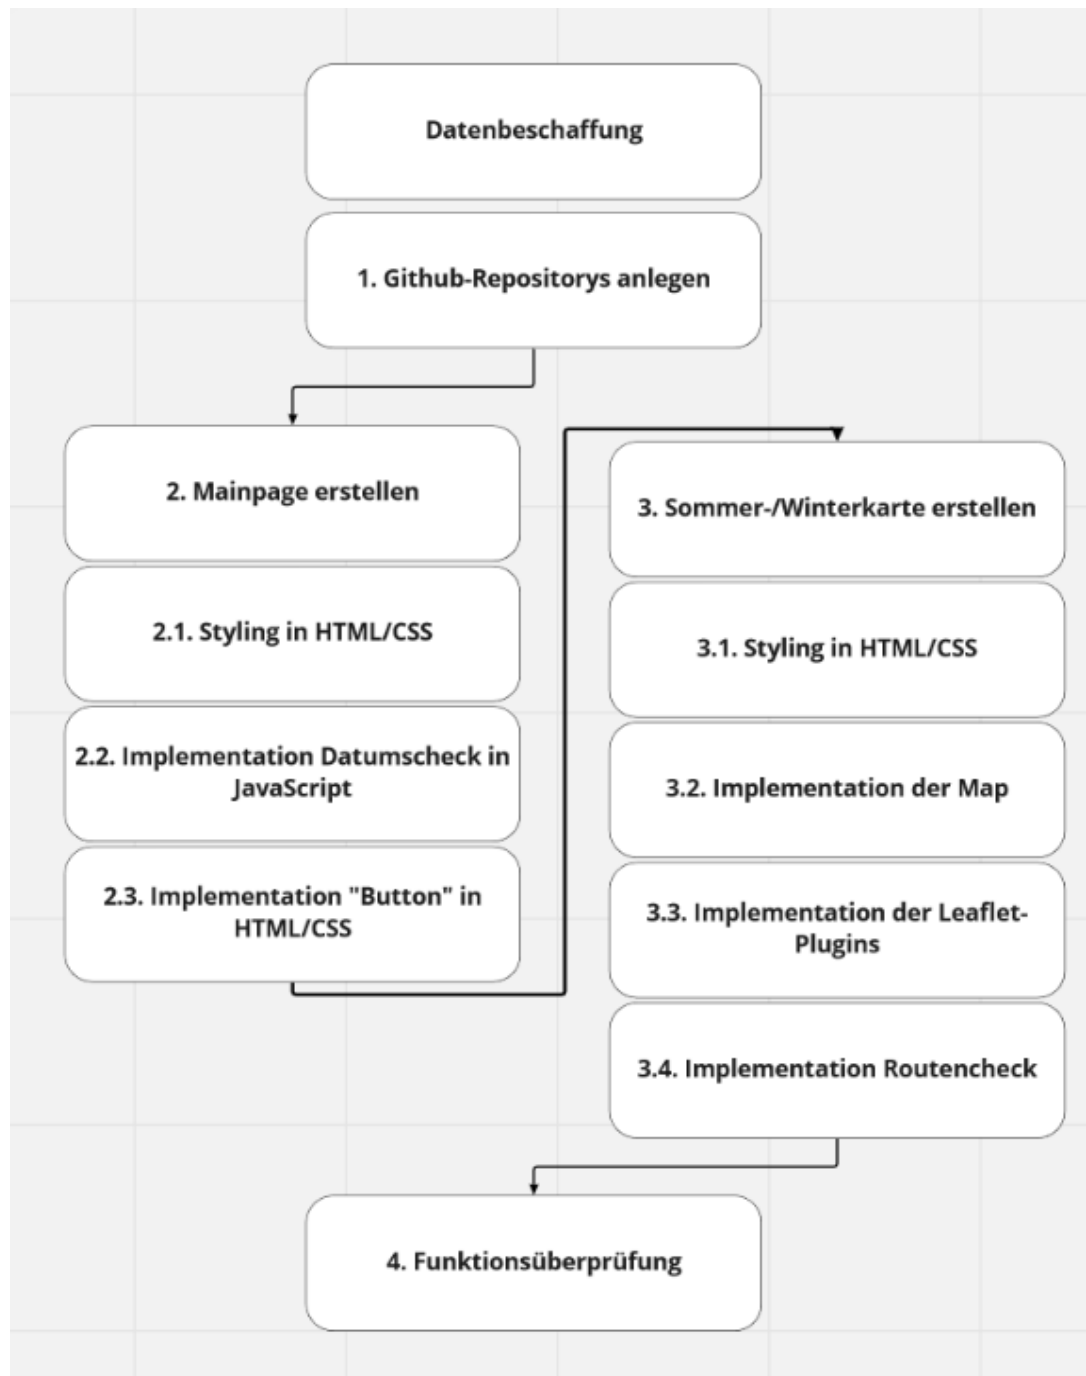 Datenbeschaffung
1. Github-Repositorys anlegen
2. Mainpage erstellen
2.1. Styling in HTML/CSS
2.2. Implementation Datumscheck in
JavaScript
2.3. Implementation "Button" in
HTML/CSS
3. Sommer-/Winterkarte erstellen
3.1. Styling in HTML/CSS
3.2. Implementation der Map
3.3. Implementation der Leaflet-
Plugins
3.4. Implementation Routencheck
4. Funktionsüberprüfung